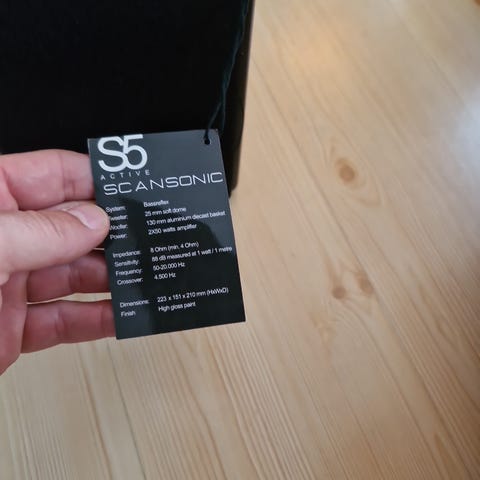 S5
ACTIVE
SCANSONIC
System: Bassreflex
Tweeter: 25 mm soft dome
Woofer: 130 mm aluminium diecast basket
Power: 2X50 watts amplifier
Impedance: 8 Ohm (min. 4 Ohm)
Sensitivity: 88 dB measured at 1 watt / 1 metre
Frequency: 50-20.000 Hz
Crossover: 4.500 Hz
Dimensions: 223 x 151 x 210 mm (HxWxD)
Finish High gloss paint